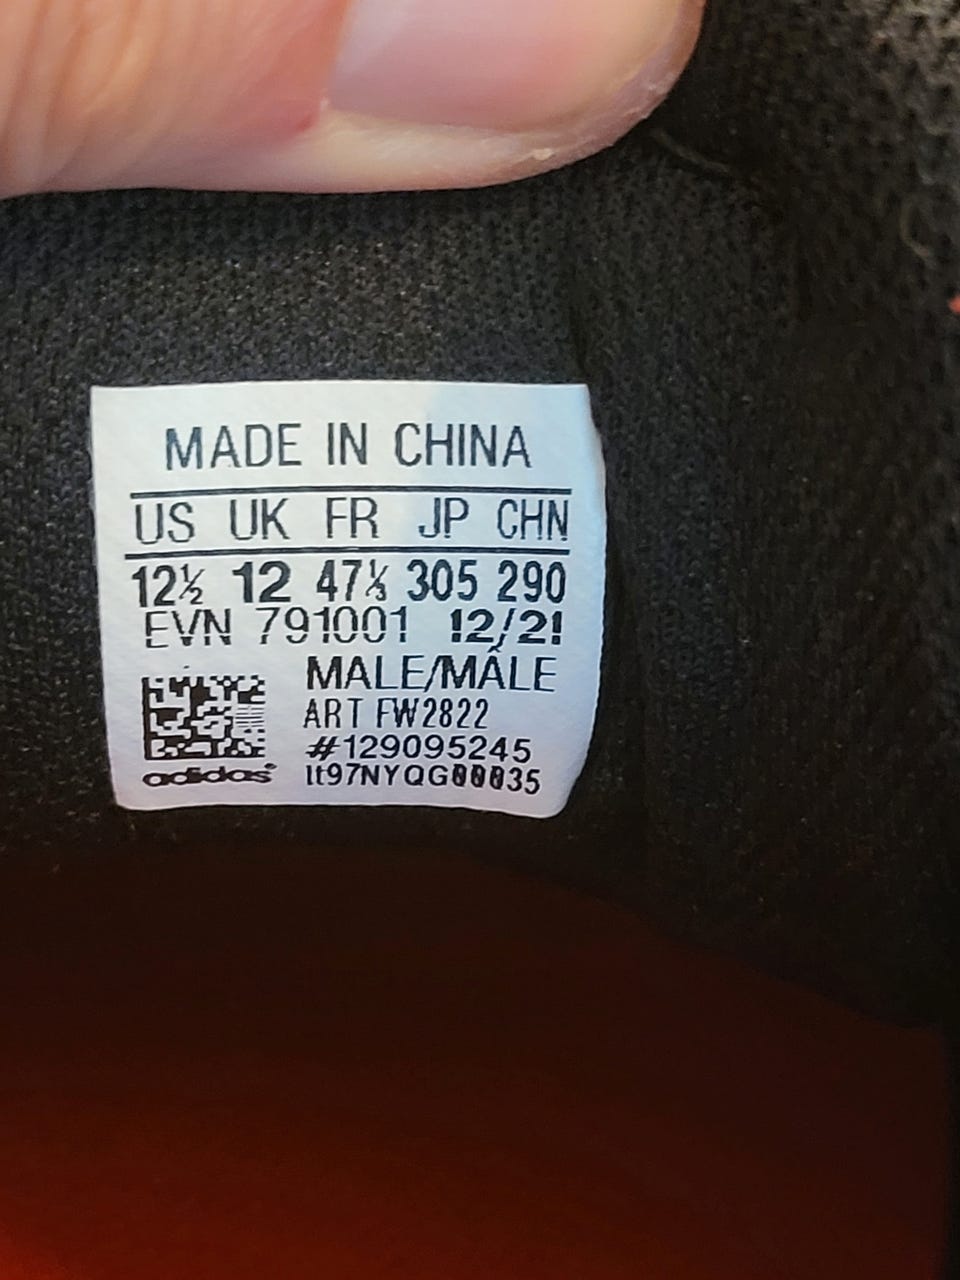 MADE IN CHINA
US UK FR JP CHN
12½ 12 47⅓ 305 290
EVN 791001 12/21
MALE/MÂLE
ART FW2822
#129095245
adidas
1t97NYQG00035